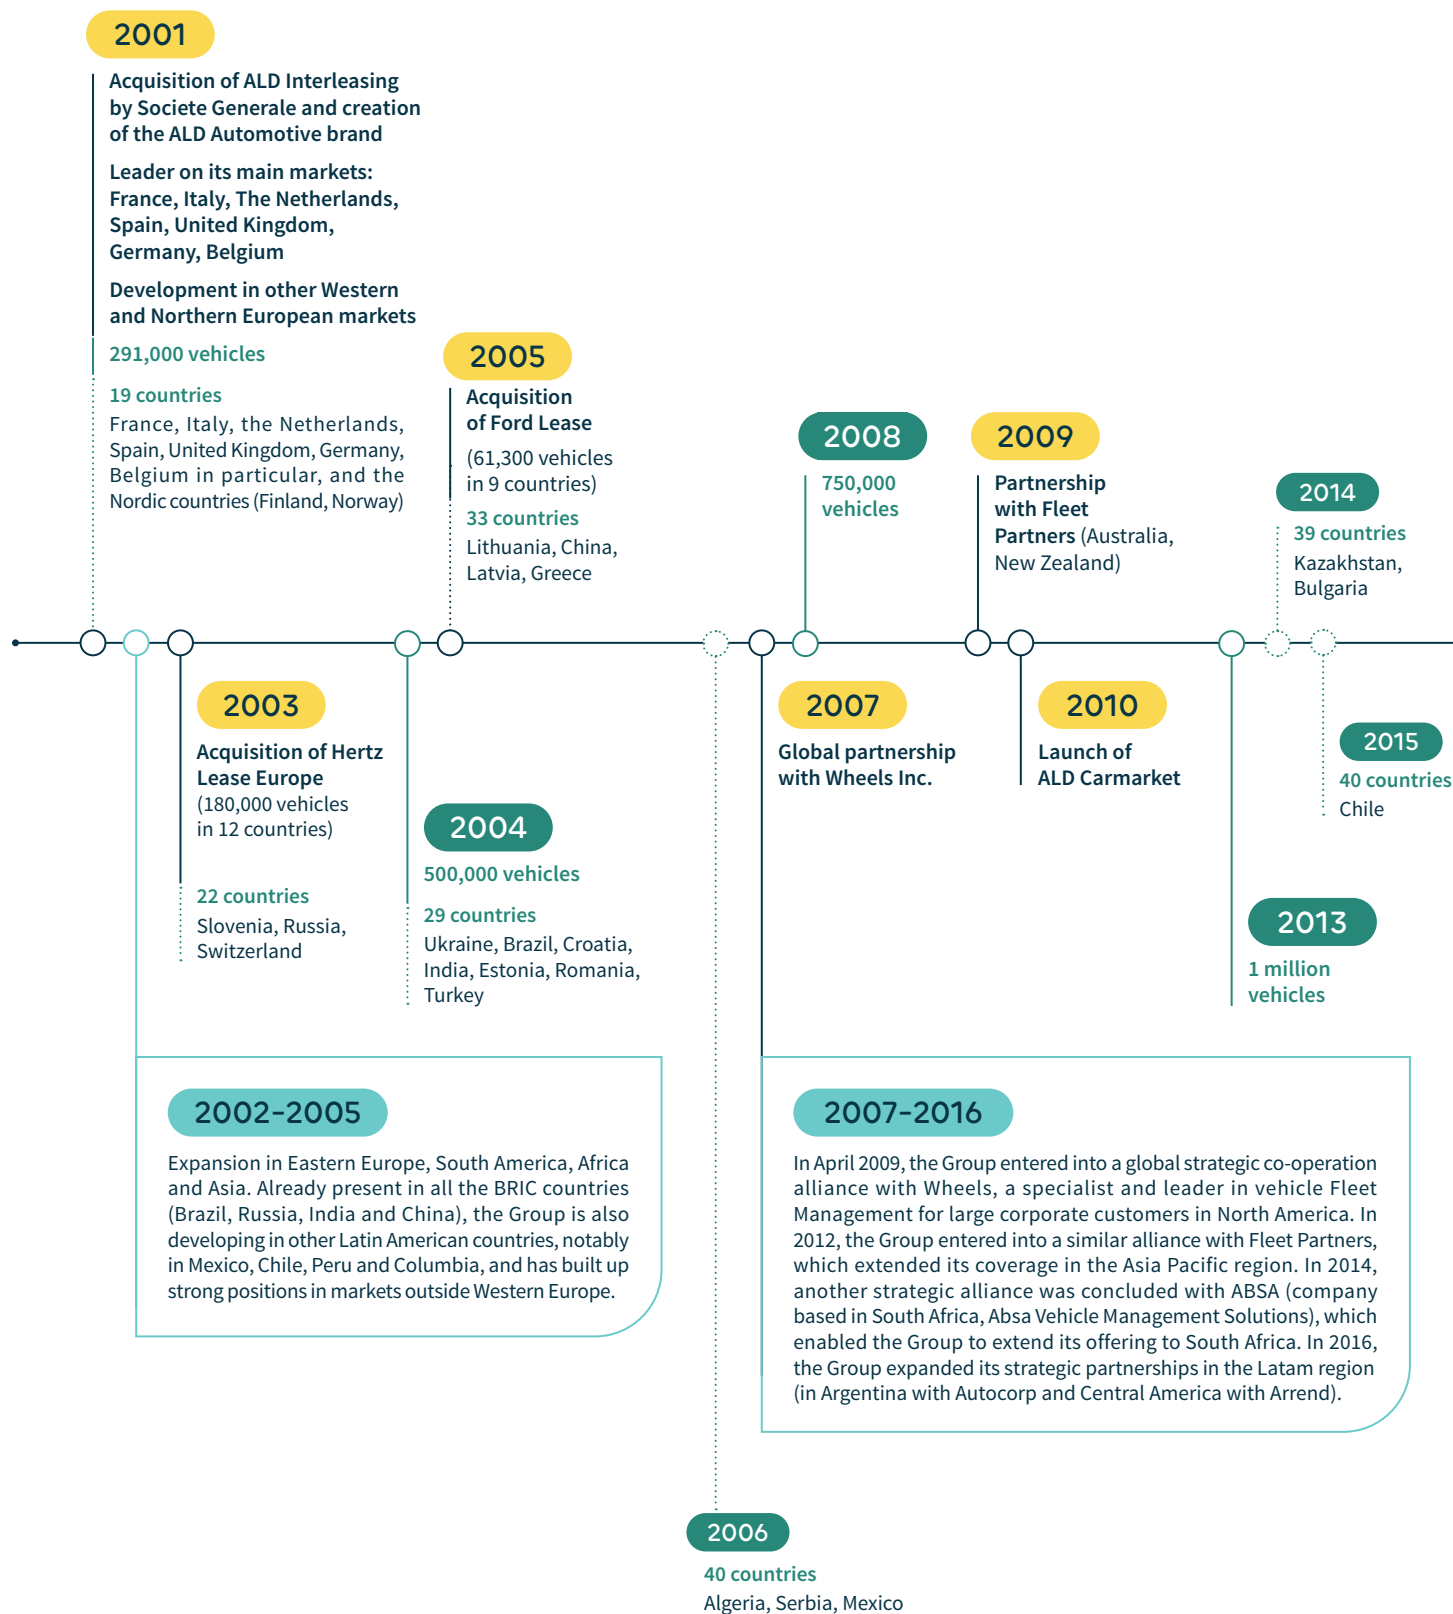 2001
Acquisition of ALD Interleasing
by Societe Generale and creation
of the ALD Automotive brand
Leader on its main markets:
France, Italy, The Netherlands,
Spain, United Kingdom,
Germany, Belgium
Development in other Western
and Northern European markets
291,000 vehicles
19 countries
France, Italy, the Netherlands,
Spain, United Kingdom, Germany,
Belgium in particular, and the
Nordic countries (Finland, Norway)
2003
Acquisition of Hertz
Lease Europe
(180,000 vehicles
in 12 countries)
22 countries
Slovenia, Russia,
Switzerland
2004
500,000 vehicles
29 countries
Ukraine, Brazil, Croatia,
India, Estonia, Romania,
Turkey
2005
Acquisition
of Ford Lease
(61,300 vehicles
in 9 countries)
33 countries
Lithuania, China,
Latvia, Greece
2002-2005
Expansion in Eastern Europe, South America, Africa
and Asia. Already present in all the BRIC countries
(Brazil, Russia, India and China), the Group is also
developing in other Latin American countries, notably
in Mexico, Chile, Peru and Columbia, and has built up
strong positions in markets outside Western Europe.
2006
40 countries
Algeria, Serbia, Mexico
2007
Global partnership
with Wheels Inc.
2008
750,000
vehicles
2009
Partnership
with Fleet
Partners (Australia,
New Zealand)
2010
Launch of
ALD Carmarket
2013
1 million
vehicles
2014
39 countries
Kazakhstan,
Bulgaria
2015
40 countries
Chile
2007-2016
In April 2009, the Group entered into a global strategic co-operation
alliance with Wheels, a specialist and leader in vehicle Fleet
Management for large corporate customers in North America. In
2012, the Group entered into a similar alliance with Fleet Partners,
which extended its coverage in the Asia Pacific region. In 2014,
another strategic alliance was concluded with ABSA (company
based in South Africa, Absa Vehicle Management Solutions), which
enabled the Group to extend its offering to South Africa. In 2016,
the Group expanded its strategic partnerships in the Latam region
(in Argentina with Autocorp and Central America with Arrend).